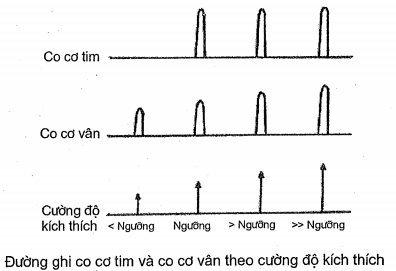 Co cơ tim
Co cơ vân
Cường độ
kích thích
< Ngưỡng Ngưỡng > Ngưỡng >> Ngưỡng
Đường ghi co cơ tim và co cơ vân theo cường độ kích thích